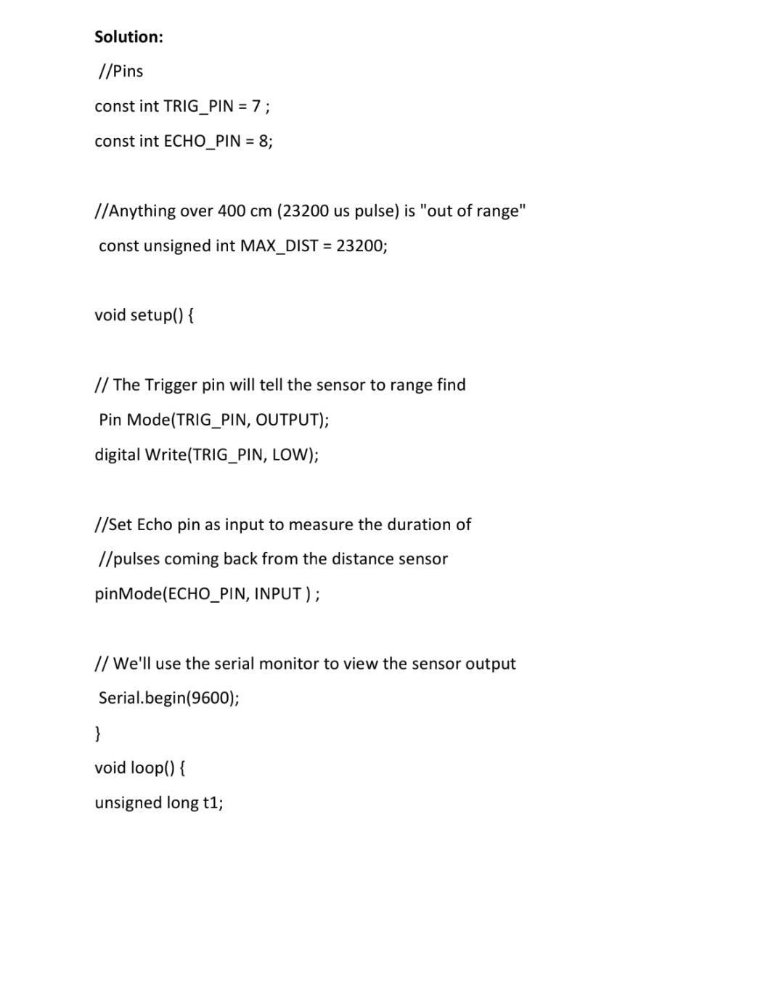 Solution:
//Pins
const int TRIG_PIN = 7 ;
const int ECHO_PIN = 8;
//Anything over 400 cm (23200 us pulse) is "out of range"
const unsigned int MAX_DIST = 23200;
void setup() {
// The Trigger pin will tell the sensor to range find
Pin Mode(TRIG_PIN, OUTPUT);
digital Write(TRIG_PIN, LOW);
//Set Echo pin as input to measure the duration of
//pulses coming back from the distance sensor
pinMode(ECHO_PIN, INPUT ) ;
// We'll use the serial monitor to view the sensor output
Serial.begin(9600);
}
void loop() {
unsigned long t1;